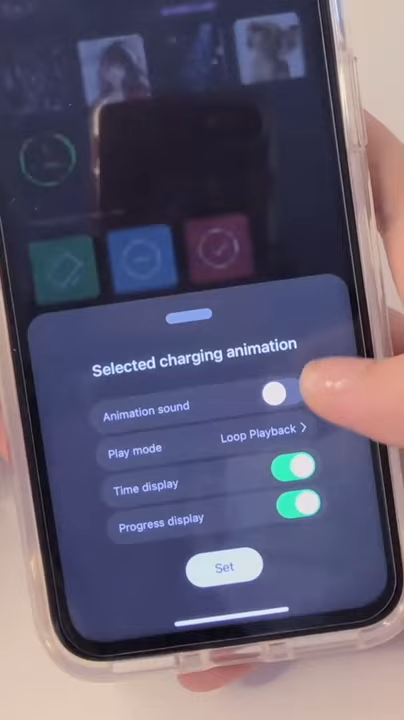 Selected charging animation
Animation sound
Play mode
Loop Playback >
Time display
Progress display
Set